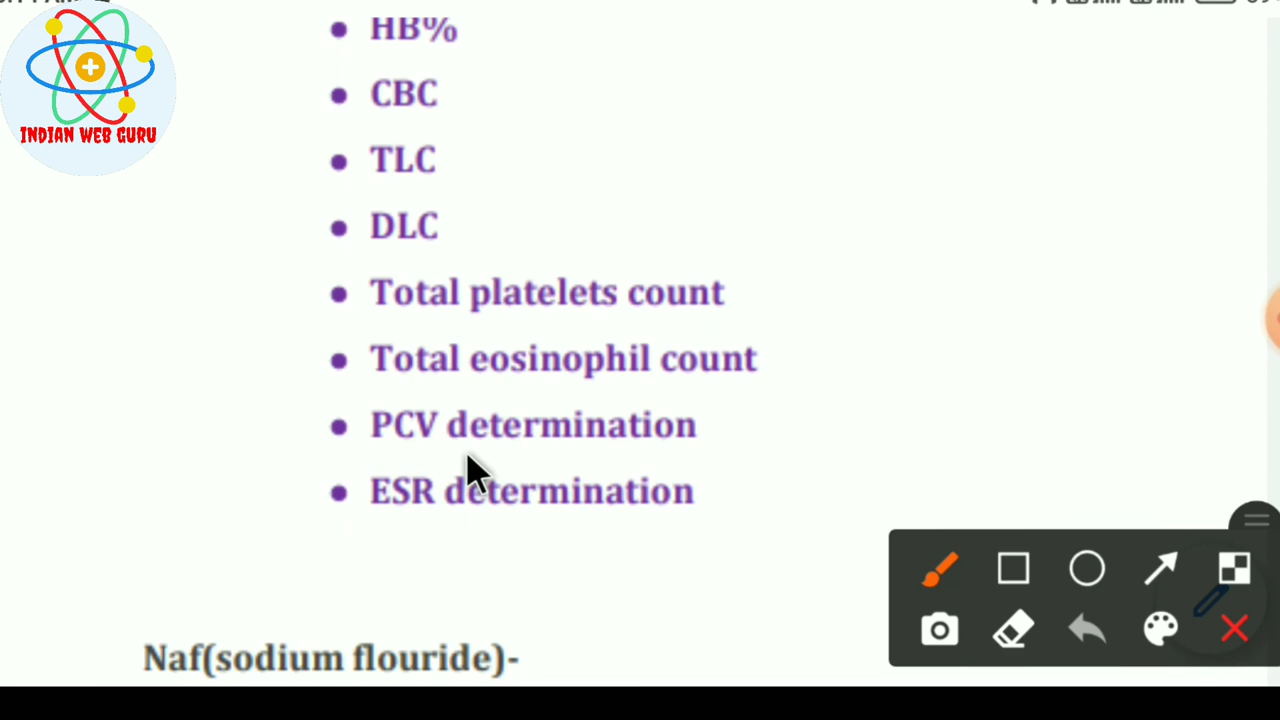 HB%
CBC
TLC
DLC
Total platelets count
Total eosinophil count
PCV determination
ESR determination
Naf(sodium flouride)-
INDIAN WEB GURU